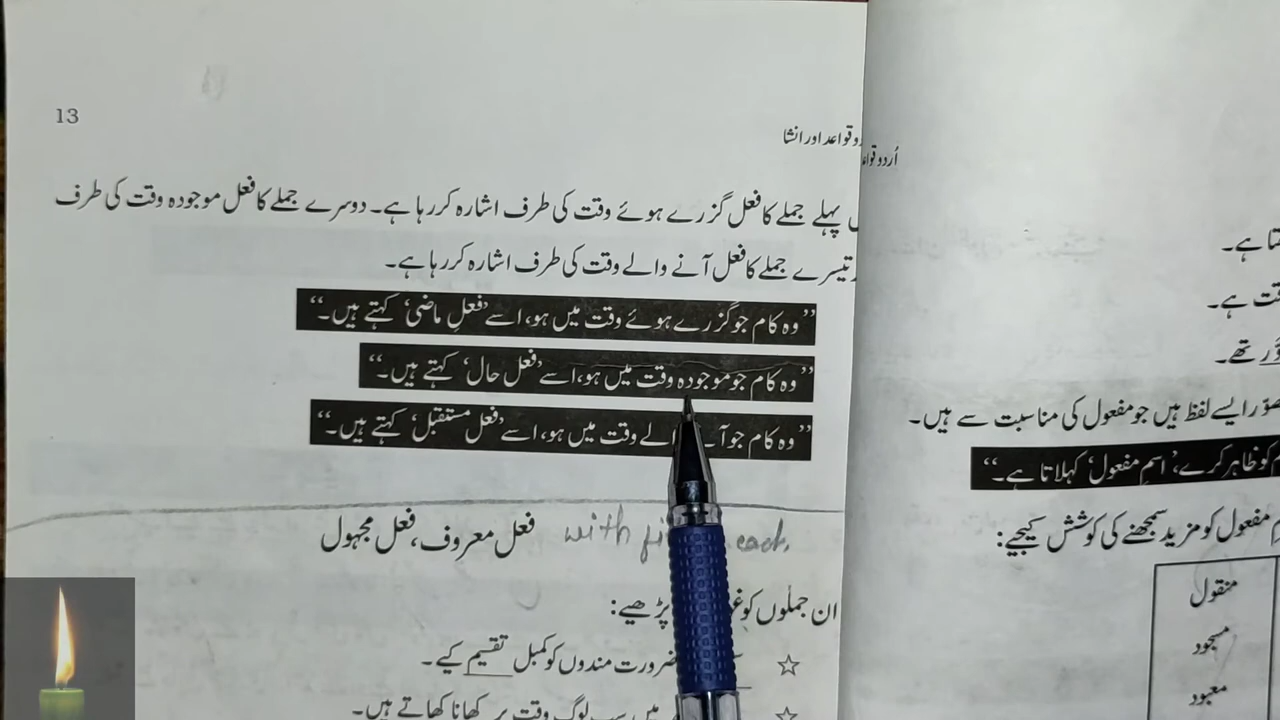 13
و قواعد اور انشا
پہلے جملے کا فعل گزرے ہوئے وقت کی طرف اشارہ کر رہا ہے۔ دوسرے جملے کا فعل موجودہ وقت کی طرف
تیسرے جملے کا فعل آنے والے وقت کی طرف اشارہ کر رہا ہے۔
”وہ کام جو گزرے ہوئے وقت میں ہو، اسے ’فعلِ ماضی‘ کہتے ہیں۔“
”وہ کام جو موجودہ وقت میں ہو، اسے ’فعل حال‘ کہتے ہیں۔“
”وہ کام جو آ وقت میں ہو، اسے ’فعل مستقبل‘ کہتے ہیں۔“
فعل معروف، فعل مجہول with each.
ان جملوں کو پڑھیے:
☆ ضرورت مندوں کو کمبل تقسیم کیے۔
☆ میں سب لوگ وقت پر کھانا کھاتے ہیں۔
اُردو قواع
ہے۔
ہے۔
تھے۔
ایسے لفظ ہیں جو مفعول کی مناسبت سے ہیں۔
کو ظاہر کرے، ’اسمِ مفعول‘ کہلاتا ہے۔“
مفعول کو مزید سمجھنے کی کوشش کیجیے:
منقول
مسجود
معبود